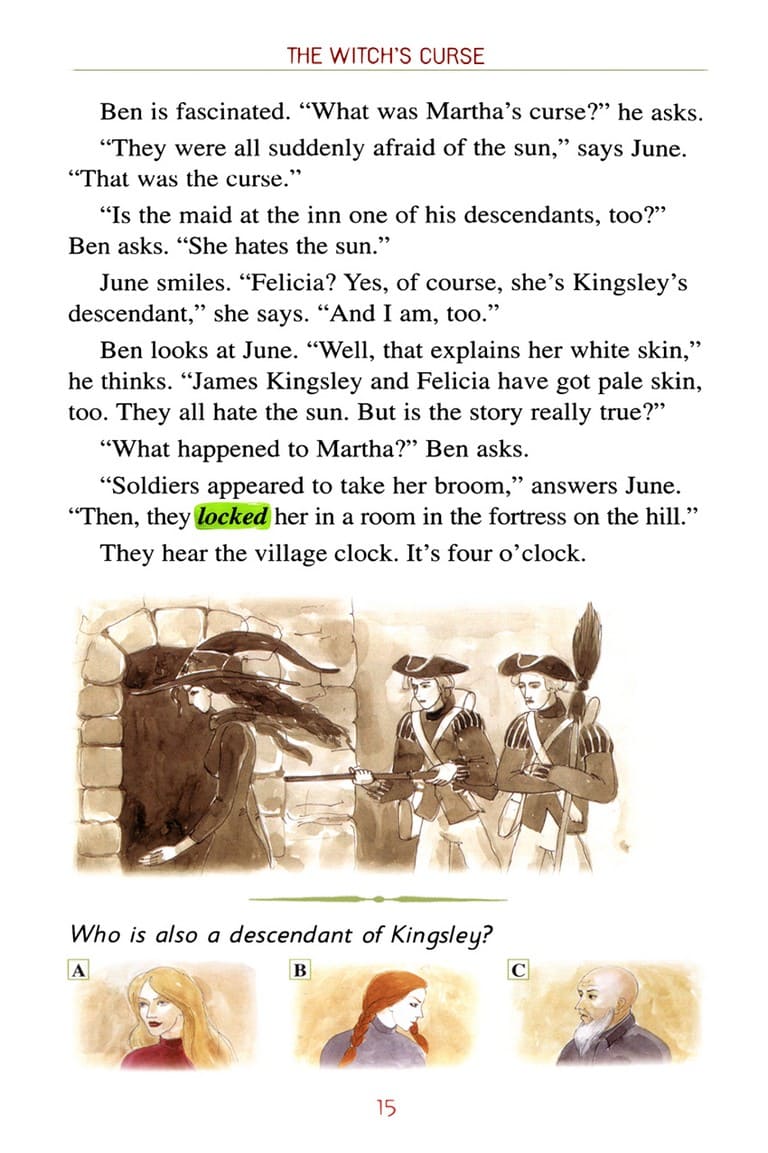 THE WITCH'S CURSE
Ben is fascinated. “What was Martha’s curse?” he asks.
“They were all suddenly afraid of the sun,” says June.
“That was the curse.”
“Is the maid at the inn one of his descendants, too?”
Ben asks. “She hates the sun.”
June smiles. “Felicia? Yes, of course, she’s Kingsley’s
descendant,” she says. “And I am, too.”
Ben looks at June. “Well, that explains her white skin,”
he thinks. “James Kingsley and Felicia have got pale skin,
too. They all hate the sun. But is the story really true?”
“What happened to Martha?” Ben asks.
“Soldiers appeared to take her broom,” answers June.
“Then, they locked her in a room in the fortress on the hill.”
They hear the village clock. It’s four o’clock.
Who is also a descendant of Kingsley?
A
B
C
15